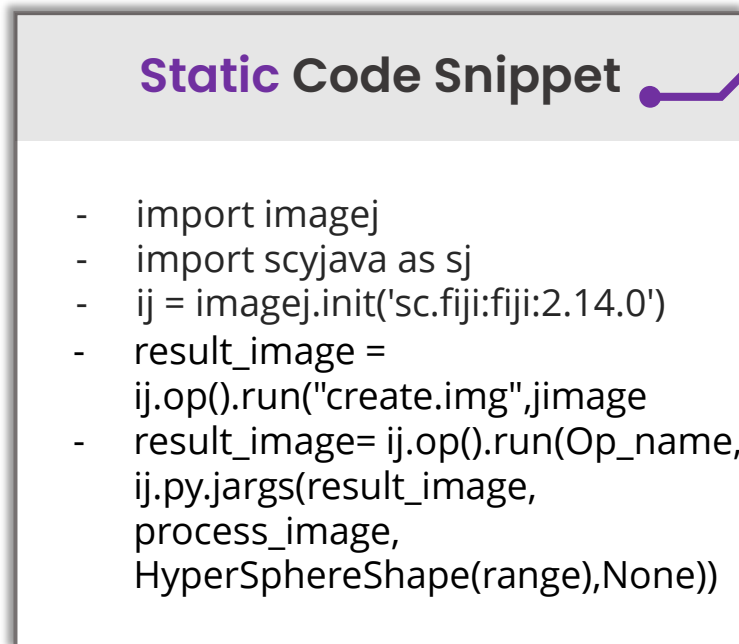 Static Code Snippet
- import imagej
- import scyjava as sj
- ij = imagej.init('sc.fiji:fiji:2.14.0')
- result_image =
ij.op().run("create.img",jimage
- result_image= ij.op().run(Op_name,
ij.py.jargs(result_image,
process_image,
HyperSphereShape(range),None))